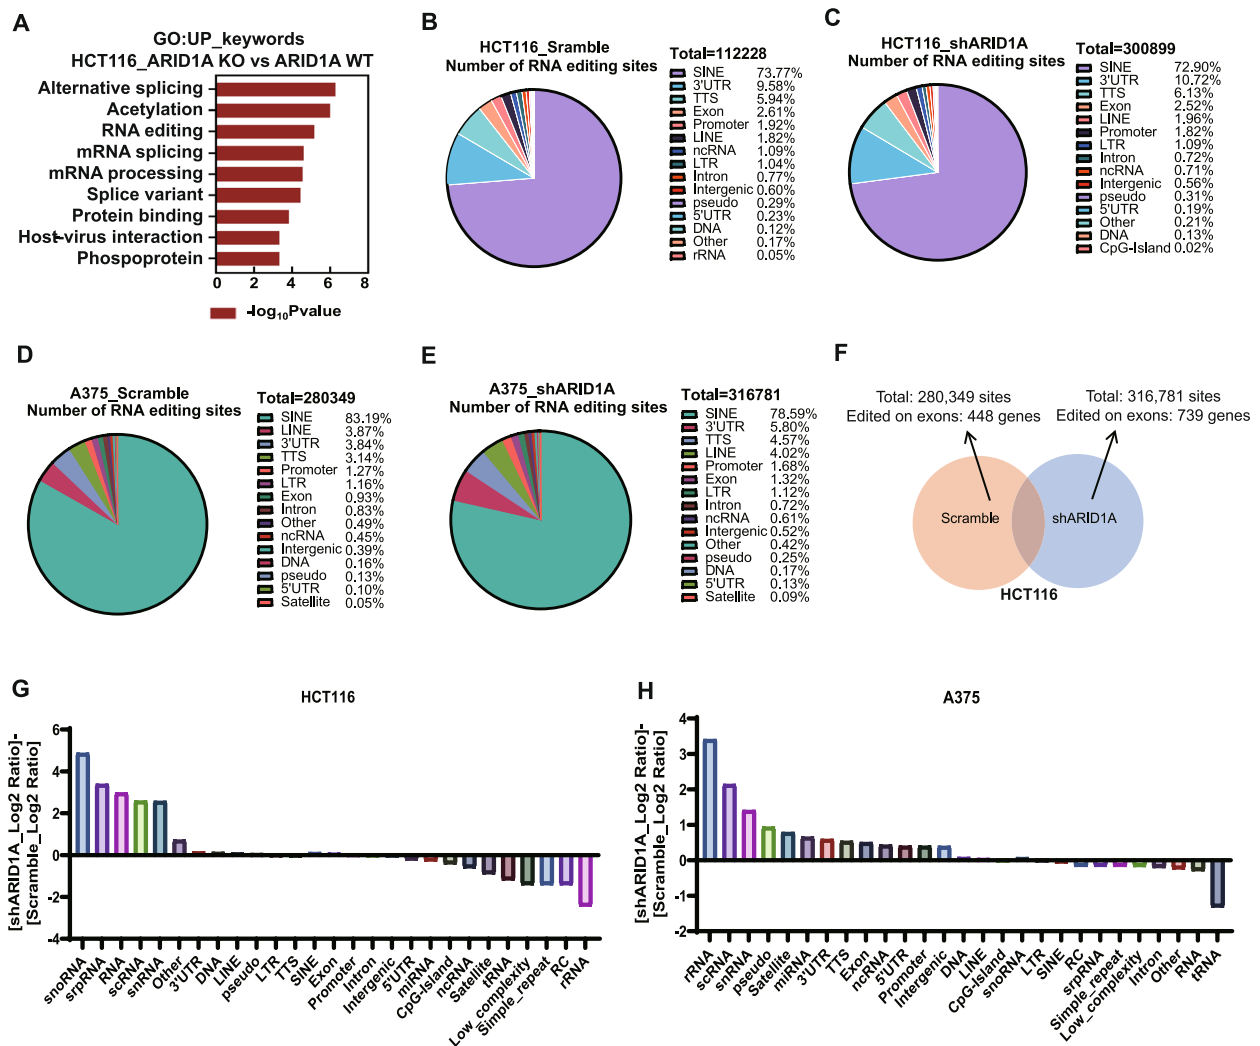 A
GO:UP_keywords
HCT116_ARID1A KO vs ARID1A WT
Alternative splicing
Acetylation
RNA editing
mRNA splicing
mRNA processing
Splice variant
Protein binding
Host-virus interaction
Phospoprotein
0 2 4 6 8
-log10Pvalue
B
HCT116_Sramble
Number of RNA editing sites
Total=112228
SINE 73.77%
3'UTR 9.58%
TTS 5.94%
Exon 2.61%
Promoter 1.92%
LINE 1.82%
ncRNA 1.09%
LTR 1.04%
Intron 0.77%
Intergenic 0.60%
pseudo 0.29%
5'UTR 0.23%
DNA 0.12%
Other 0.17%
rRNA 0.05%
C
HCT116_shARID1A
Number of RNA editing sites
Total=300899
SINE 72.90%
3'UTR 10.72%
TTS 6.13%
Exon 2.52%
LINE 1.96%
Promoter 1.82%
LTR 1.09%
Intron 0.72%
ncRNA 0.71%
Intergenic 0.56%
pseudo 0.31%
5'UTR 0.19%
Other 0.21%
DNA 0.13%
CpG-Island 0.02%
D
A375_Scramble
Number of RNA editing sites
Total=280349
SINE 83.19%
LINE 3.87%
3'UTR 3.84%
TTS 3.14%
Promoter 1.27%
LTR 1.16%
Exon 0.93%
Intron 0.83%
Other 0.49%
ncRNA 0.45%
Intergenic 0.39%
DNA 0.16%
pseudo 0.13%
5'UTR 0.10%
Satellite 0.05%
E
A375_shARID1A
Number of RNA editing sites
Total=316781
SINE 78.59%
3'UTR 5.80%
TTS 4.57%
LINE 4.02%
Promoter 1.68%
Exon 1.32%
LTR 1.12%
Intron 0.72%
ncRNA 0.61%
Intergenic 0.52%
Other 0.42%
pseudo 0.25%
DNA 0.17%
5'UTR 0.13%
Satellite 0.09%
F
Total: 280,349 sites
Edited on exons: 448 genes
Total: 316,781 sites
Edited on exons: 739 genes
Scramble
shARID1A
HCT116
G
HCT116
[shARID1A_Log2 Ratio]-
[Scramble_Log2 Ratio]
6
4
2
0
-2
-4
snoRNA
srpRNA
RNA
scRNA
snRNA
Other
3'UTR
DNA
LINE
pseudo
LTR
TTS
SINE
Exon
Promoter
Intron
Intergenic
5'UTR
miRNA
CpG-Island
ncRNA
Satellite
tRNA
Low_complexity
Simple_repeat
RC
rRNA
H
A375
[shARID1A_Log2 Ratio]-
[Scramble_Log2 Ratio]
4
3
2
1
0
-1
-2
rRNA
scRNA
snRNA
pseudo
Satellite
miRNA
3'UTR
TTS
Exon
ncRNA
5'UTR
Promoter
Intergenic
DNA
LINE
CpG-Island
snoRNA
LTR
SINE
RC
srpRNA
Simple_repeat
Low_complexity
Intron
Other
RNA
tRNA